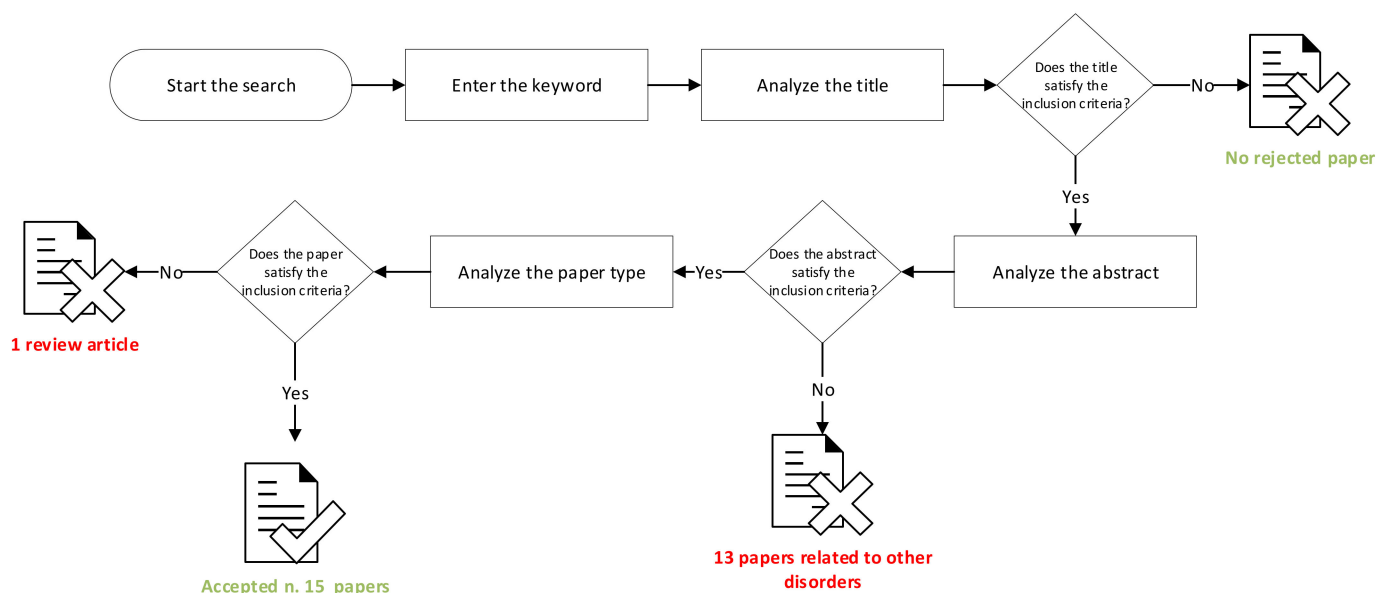 Start the search
Enter the keyword
Analyze the title
Does the title
satisfy the
inclusion criteria?
No
No rejected paper
Yes
Analyze the abstract
Does the abstract
satisfy the
inclusion criteria?
Yes
No
13 papers related to other
disorders
Analyze the paper type
Does the paper
satisfy the
inclusion criteria?
No
1 review article
Yes
Accepted n. 15 papers